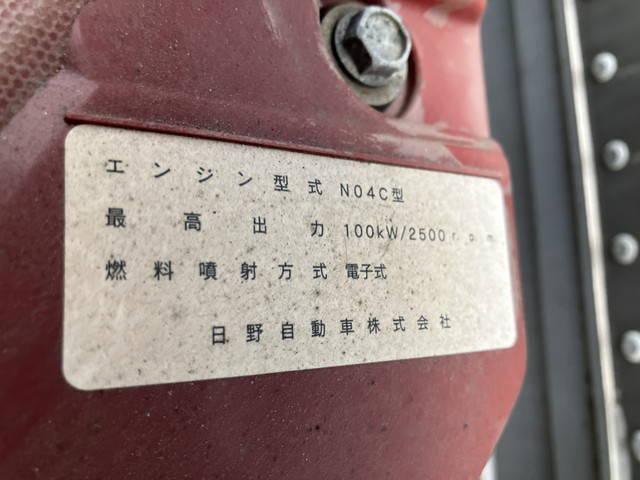 エンジン型式 N04C型
最高出力 100kW/2500r.p.m
燃料噴射方式 電子式
日野自動車株式会社